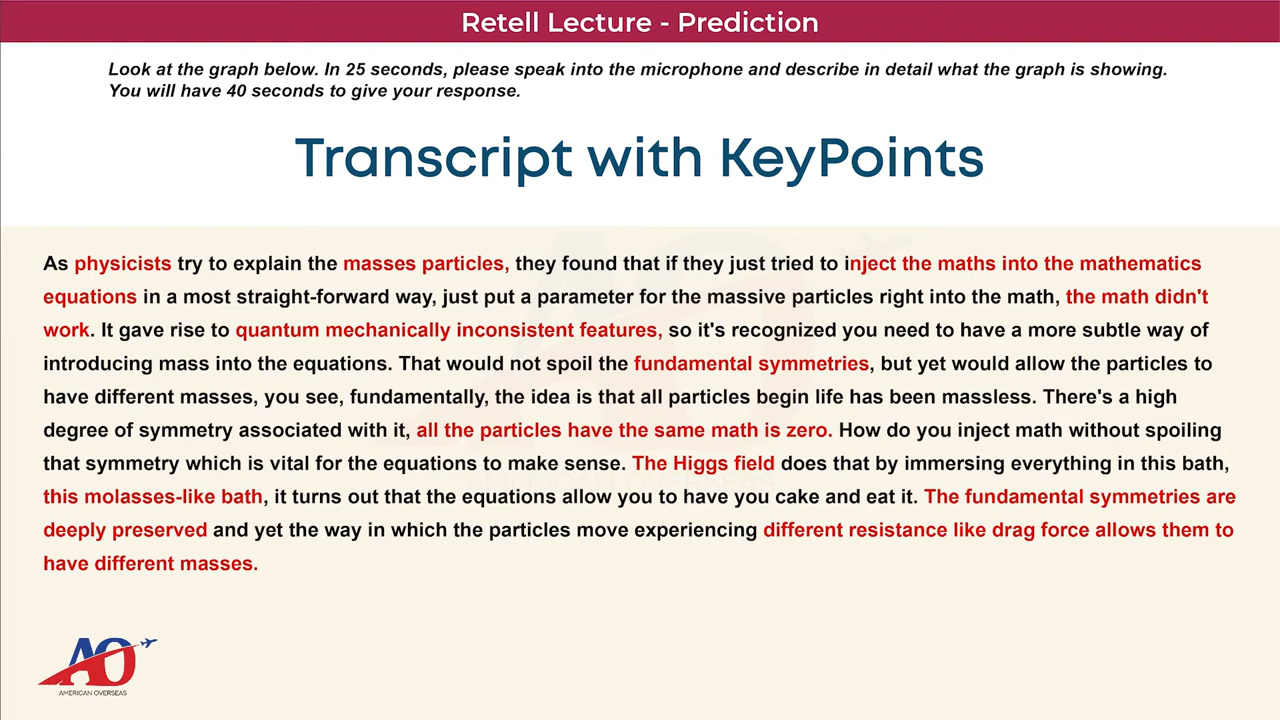 Retell Lecture - Prediction
Look at the graph below. In 25 seconds, please speak into the microphone and describe in detail what the graph is showing.
You will have 40 seconds to give your response.
Transcript with KeyPoints
As physicists try to explain the masses particles, they found that if they just tried to inject the maths into the mathematics
equations in a most straight-forward way, just put a parameter for the massive particles right into the math, the math didn't
work. It gave rise to quantum mechanically inconsistent features, so it's recognized you need to have a more subtle way of
introducing mass into the equations. That would not spoil the fundamental symmetries, but yet would allow the particles to
have different masses, you see, fundamentally, the idea is that all particles begin life has been massless. There's a high
degree of symmetry associated with it, all the particles have the same math is zero. How do you inject math without spoiling
that symmetry which is vital for the equations to make sense. The Higgs field does that by immersing everything in this bath,
this molasses-like bath, it turns out that the equations allow you to have you cake and eat it. The fundamental symmetries are
deeply preserved and yet the way in which the particles move experiencing different resistance like drag force allows them to
have different masses.
AO
AMERICAN OVERSEAS